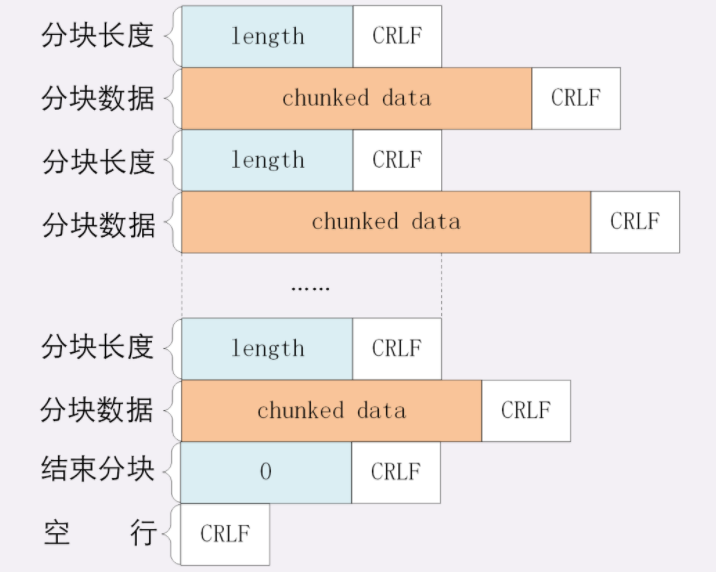 分块长度 length CRLF
分块数据 chunked data CRLF
分块长度 length CRLF
分块数据 chunked data CRLF
……
分块长度 length CRLF
分块数据 chunked data CRLF
结束分块 0 CRLF
空 行 CRLF